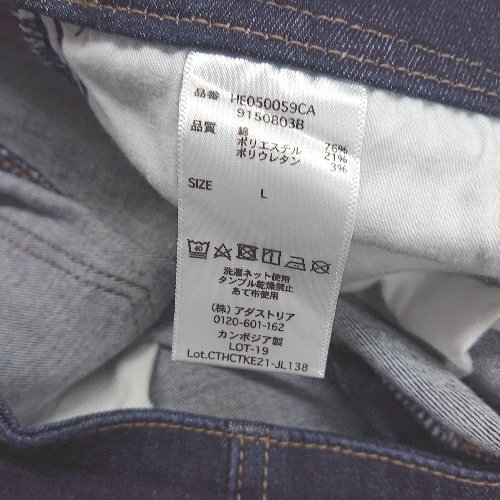 品番 HE050059CA
9150803B
品質 綿 76%
ポリエステル 21%
ポリウレタン 3%
SIZE L
40
洗濯ネット使用
タンブル乾燥禁止
あて布使用
(株) アダストリア
0120-601-162
カンボジア製
LOT-19
Lot.CTHCTKE21-JL138